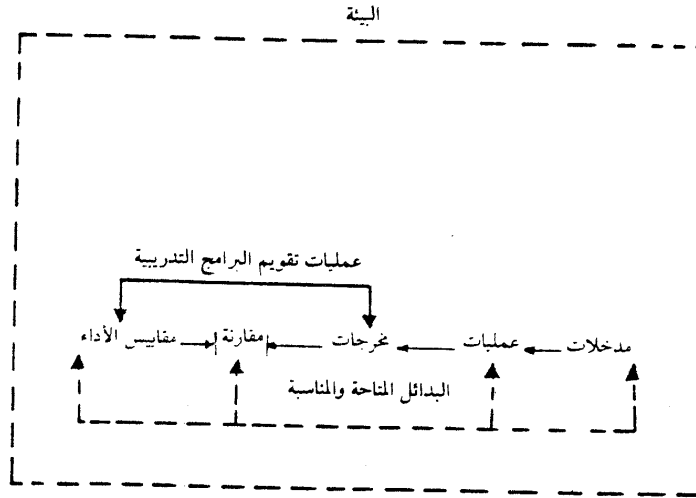 البيئة
عمليات تقويم البرامج التدريبية
مدخلات عمليات مخرجات مقارنة مقاييس الأداء
البدائل المتاحة والمناسبة